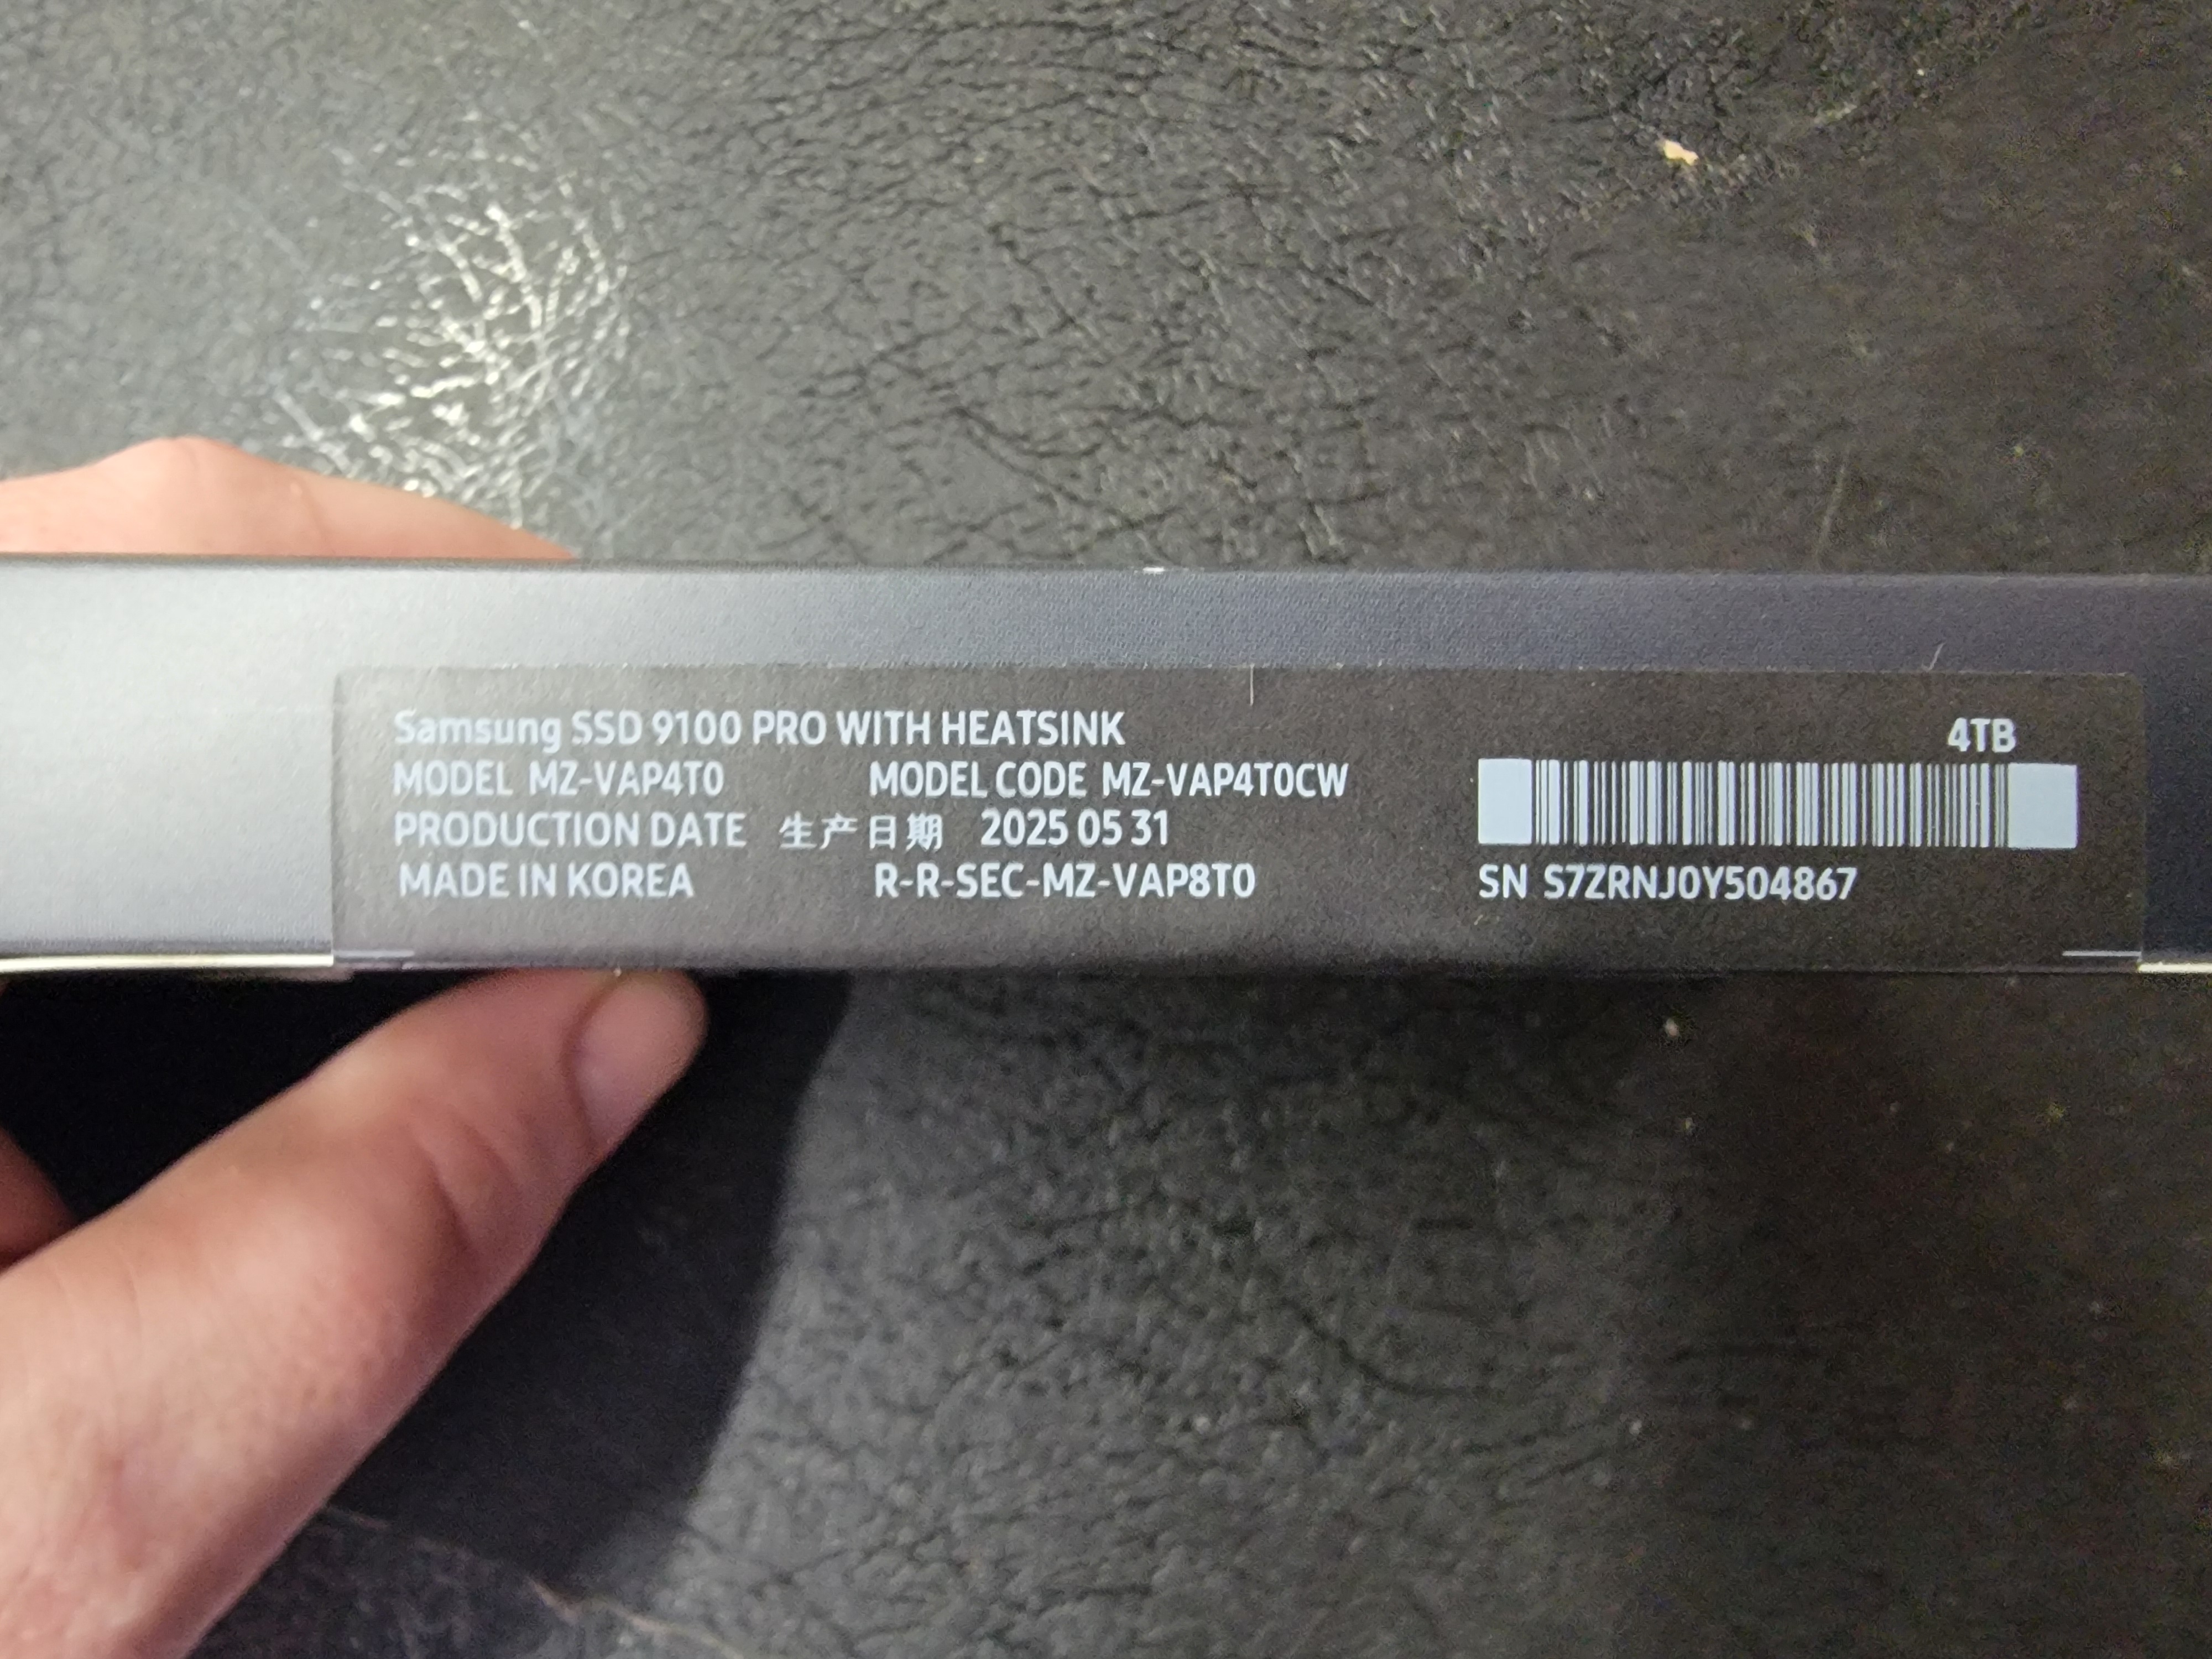 Samsung SSD 9100 PRO WITH HEATSINK
4TB
MODEL MZ-VAP4T0 MODEL CODE MZ-VAP4T0CW
PRODUCTION DATE 生产日期 2025 05 31
MADE IN KOREA R-R-SEC-MZ-VAP8T0
SN S7ZRNJ0Y504867